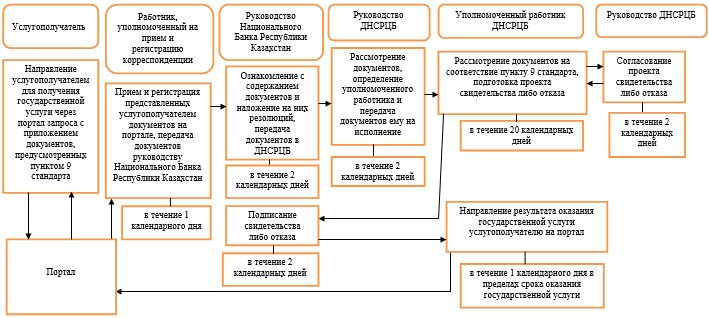 Услугополучатель
Работник,
уполномоченный на
прием и
регистрацию
корреспонденции
Руководство
Национального
Банка Республики
Казахстан
Руководство
ДНСРЦБ
Уполномоченный работник
ДНСРЦБ
Руководство ДНСРЦБ
Направление
услугополучателем
для получения
государственной
услуги через
портал запроса с
приложением
документов,
предусмотренных
пунктом 9
стандарта
Прием и регистрация
представленных
услугополучателем
документов на
портале, передача
документов
руководству
Национального Банка
Республики Казахстан
в течение 1
календарного дня
Ознакомление с
содержанием
документов и
наложение на них
резолюций,
передача
документов в
ДНСРЦБ
в течение 2
календарных дней
Рассмотрение
документов,
определение
уполномоченного
работника и
передача
документов ему на
исполнение
в течение 2
календарных дней
Рассмотрение документов на
соответствие пункту 9 стандарта,
подготовка проекта
свидетельства либо отказа
в течение 20 календарных
дней
Согласование
проекта
свидетельства
либо отказа
в течение 2
календарных
дней
Подписание
свидетельства
либо отказа
в течение 2
календарных дней
Направление результата оказания
государственной услуги
услугополучателю на портал
в течение 1 календарного дня в
пределах срока оказания
государственной услуги
Портал